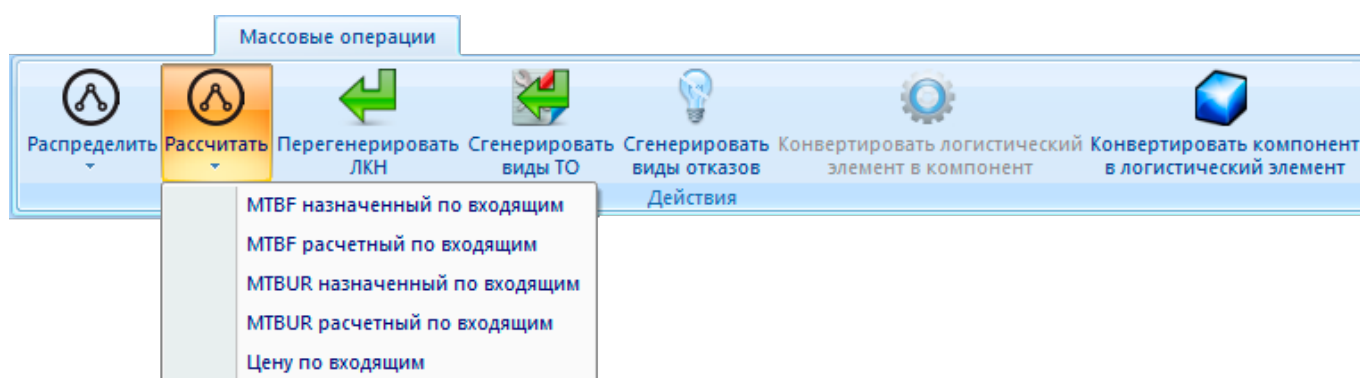 Массовые операции
Распределить Рассчитать Перегенерировать Сгенерировать Сгенерировать Конвертировать логистический Конвертировать компонент
ЛКН виды ТО виды отказов элемент в компонент в логистический элемент
Действия
MTBF назначенный по входящим
MTBF расчетный по входящим
MTBUR назначенный по входящим
MTBUR расчетный по входящим
Цену по входящим